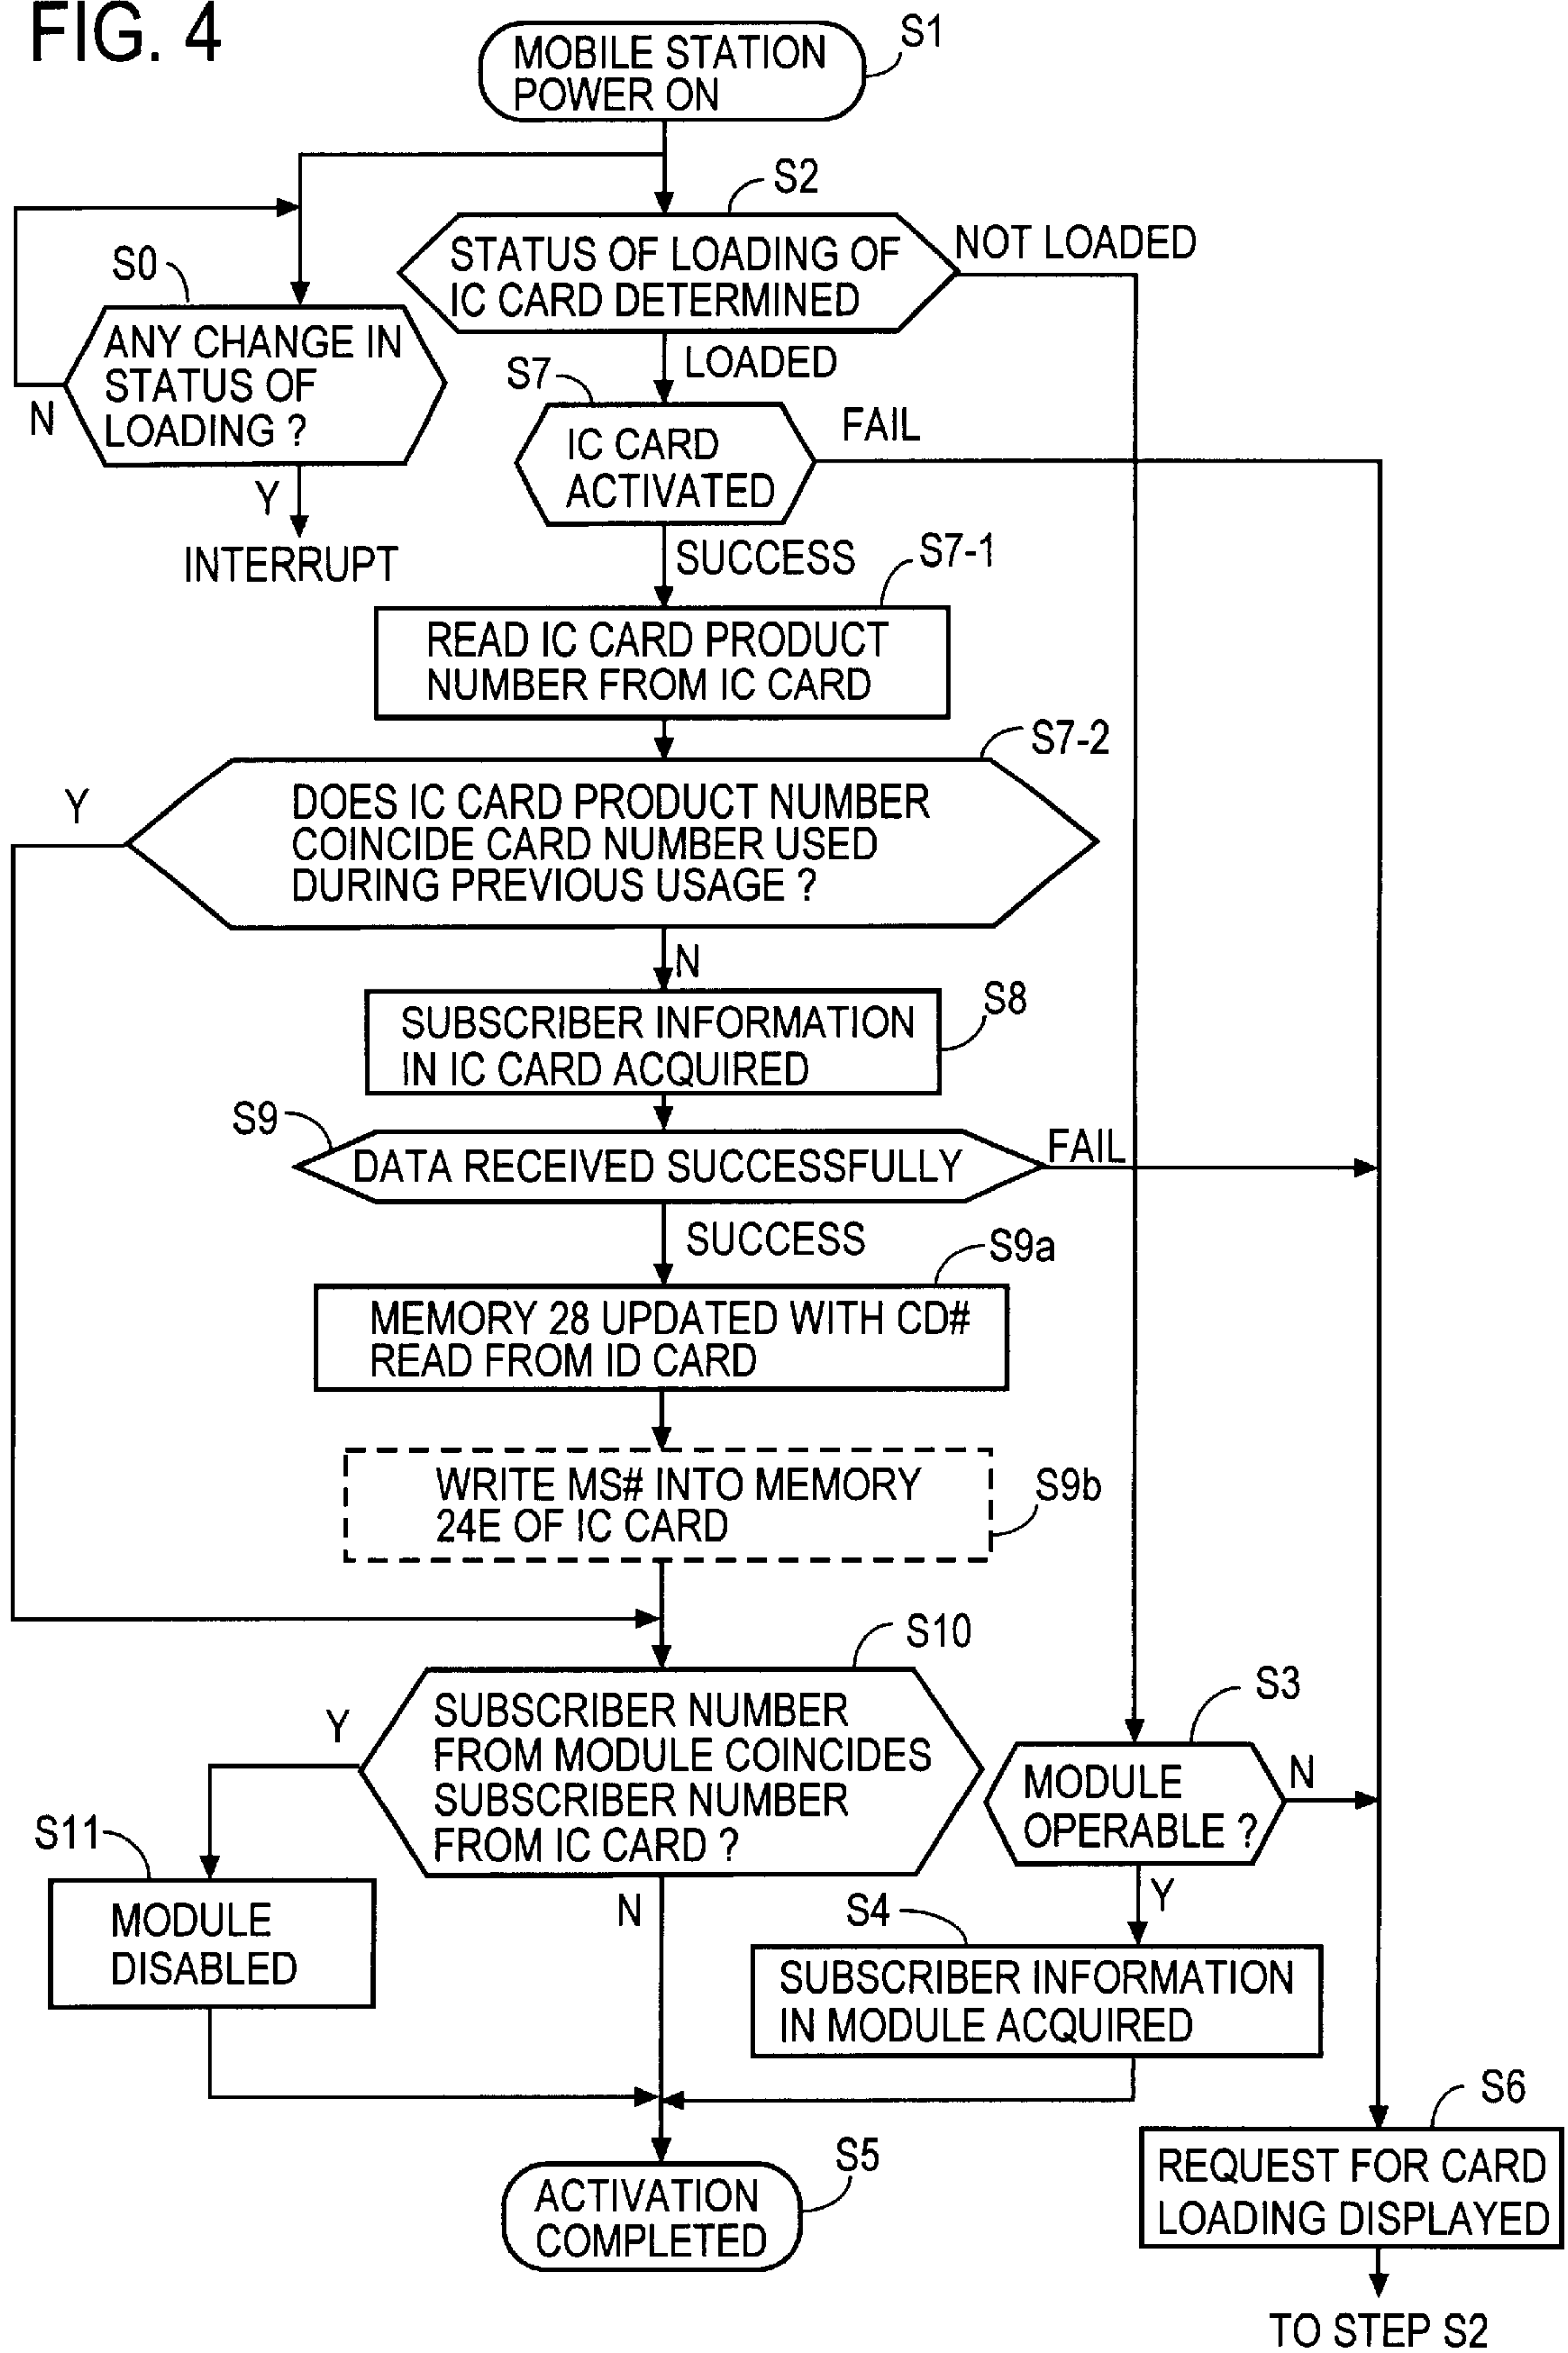 FIG. 4
MOBILE STATION
POWER ON
S1
S2
STATUS OF LOADING OF
IC CARD DETERMINED
NOT LOADED
LOADED
S0
ANY CHANGE IN
STATUS OF
LOADING ?
N
Y
INTERRUPT
S7
IC CARD
ACTIVATED
FAIL
SUCCESS
S7-1
READ IC CARD PRODUCT
NUMBER FROM IC CARD
S7-2
Y
DOES IC CARD PRODUCT NUMBER
COINCIDE CARD NUMBER USED
DURING PREVIOUS USAGE ?
N
S8
SUBSCRIBER INFORMATION
IN IC CARD ACQUIRED
S9
DATA RECEIVED SUCCESSFULLY
FAIL
SUCCESS
S9a
MEMORY 28 UPDATED WITH CD#
READ FROM ID CARD
WRITE MS# INTO MEMORY
24E OF IC CARD
S9b
S10
Y
SUBSCRIBER NUMBER
FROM MODULE COINCIDES
SUBSCRIBER NUMBER
FROM IC CARD ?
N
S3
MODULE
OPERABLE ?
N
Y
S11
MODULE
DISABLED
S4
SUBSCRIBER INFORMATION
IN MODULE ACQUIRED
S5
ACTIVATION
COMPLETED
S6
REQUEST FOR CARD
LOADING DISPLAYED
TO STEP S2